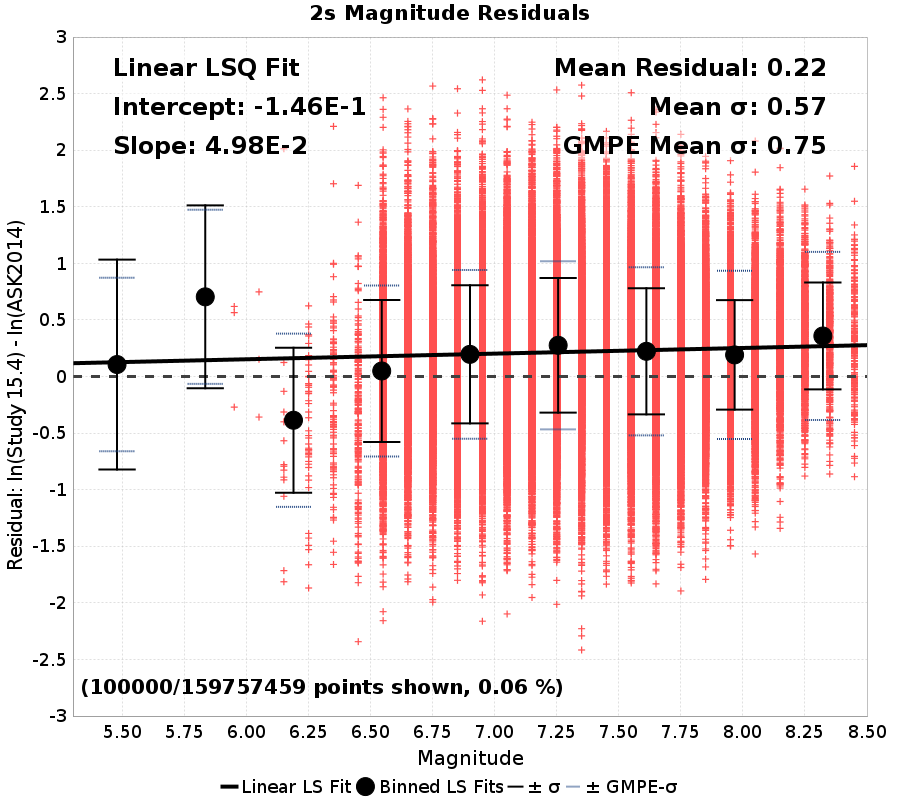 2s Magnitude Residuals
Linear LSQ Fit
Intercept: -1.46E-1
Slope: 4.98E-2
Mean Residual: 0.22
Mean σ: 0.57
GMPE Mean σ: 0.75
Residual: ln(Study 15.4) - ln(ASK2014)
3
2.5
2
1.5
1
0.5
0
-0.5
-1
-1.5
-2
-2.5
-3
(100000/159757459 points shown, 0.06 %)
5.50 5.75 6.00 6.25 6.50 6.75 7.00 7.25 7.50 7.75 8.00 8.25 8.50
Magnitude
Linear LS Fit Binned LS Fits ± σ ± GMPE-σ